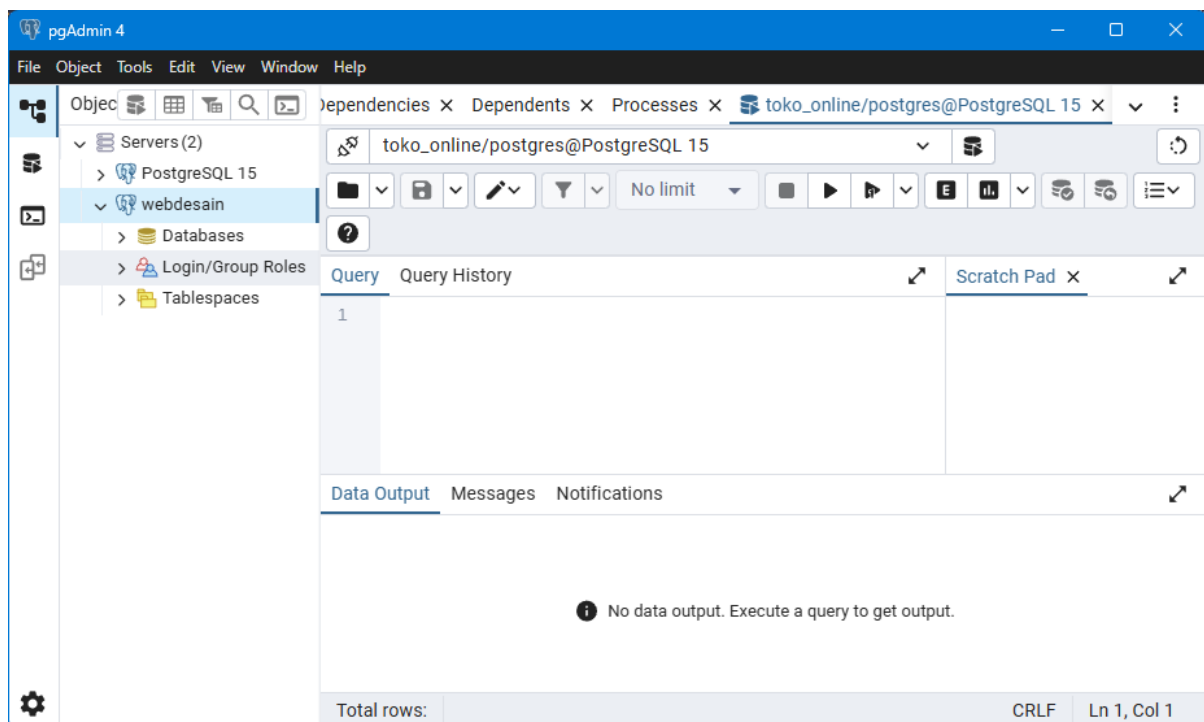 pgAdmin 4
File Object Tools Edit View Window Help
Objec
Dependencies Dependents Processes toko_online/postgres@PostgreSQL 15
Servers (2)
PostgreSQL 15
webdesain
Databases
Login/Group Roles
Tablespaces
toko_online/postgres@PostgreSQL 15
No limit
E
Query Query History
Scratch Pad
1
Data Output Messages Notifications
No data output. Execute a query to get output.
Total rows:
CRLF Ln 1, Col 1